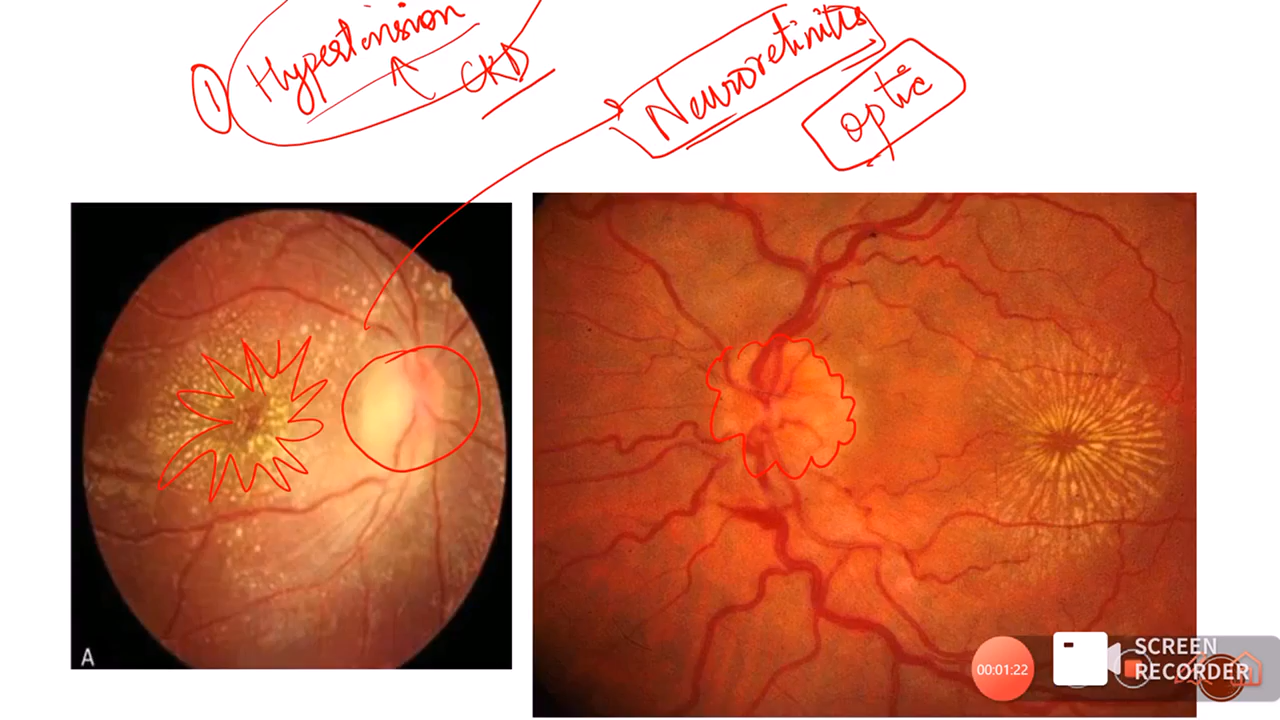 ① Hypertension
CKD
Neuroretinitis
optic
A
00:01:22
SCREEN
RECORDER